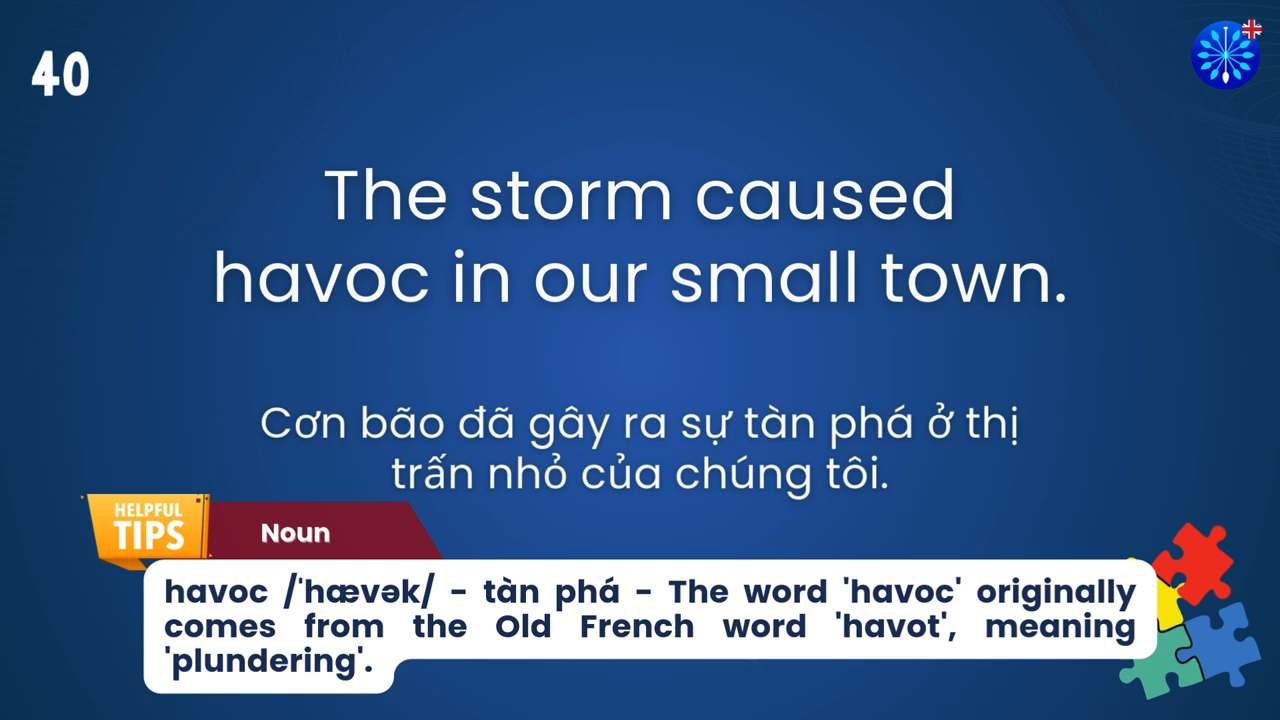 40
The storm caused
havoc in our small town.
Cơn bão đã gây ra sự tàn phá ở thị
trấn nhỏ của chúng tôi.
HELPFUL
TIPS
Noun
havoc /ˈhævək/ - tàn phá - The word 'havoc' originally
comes from the Old French word 'havot', meaning
'plundering'.